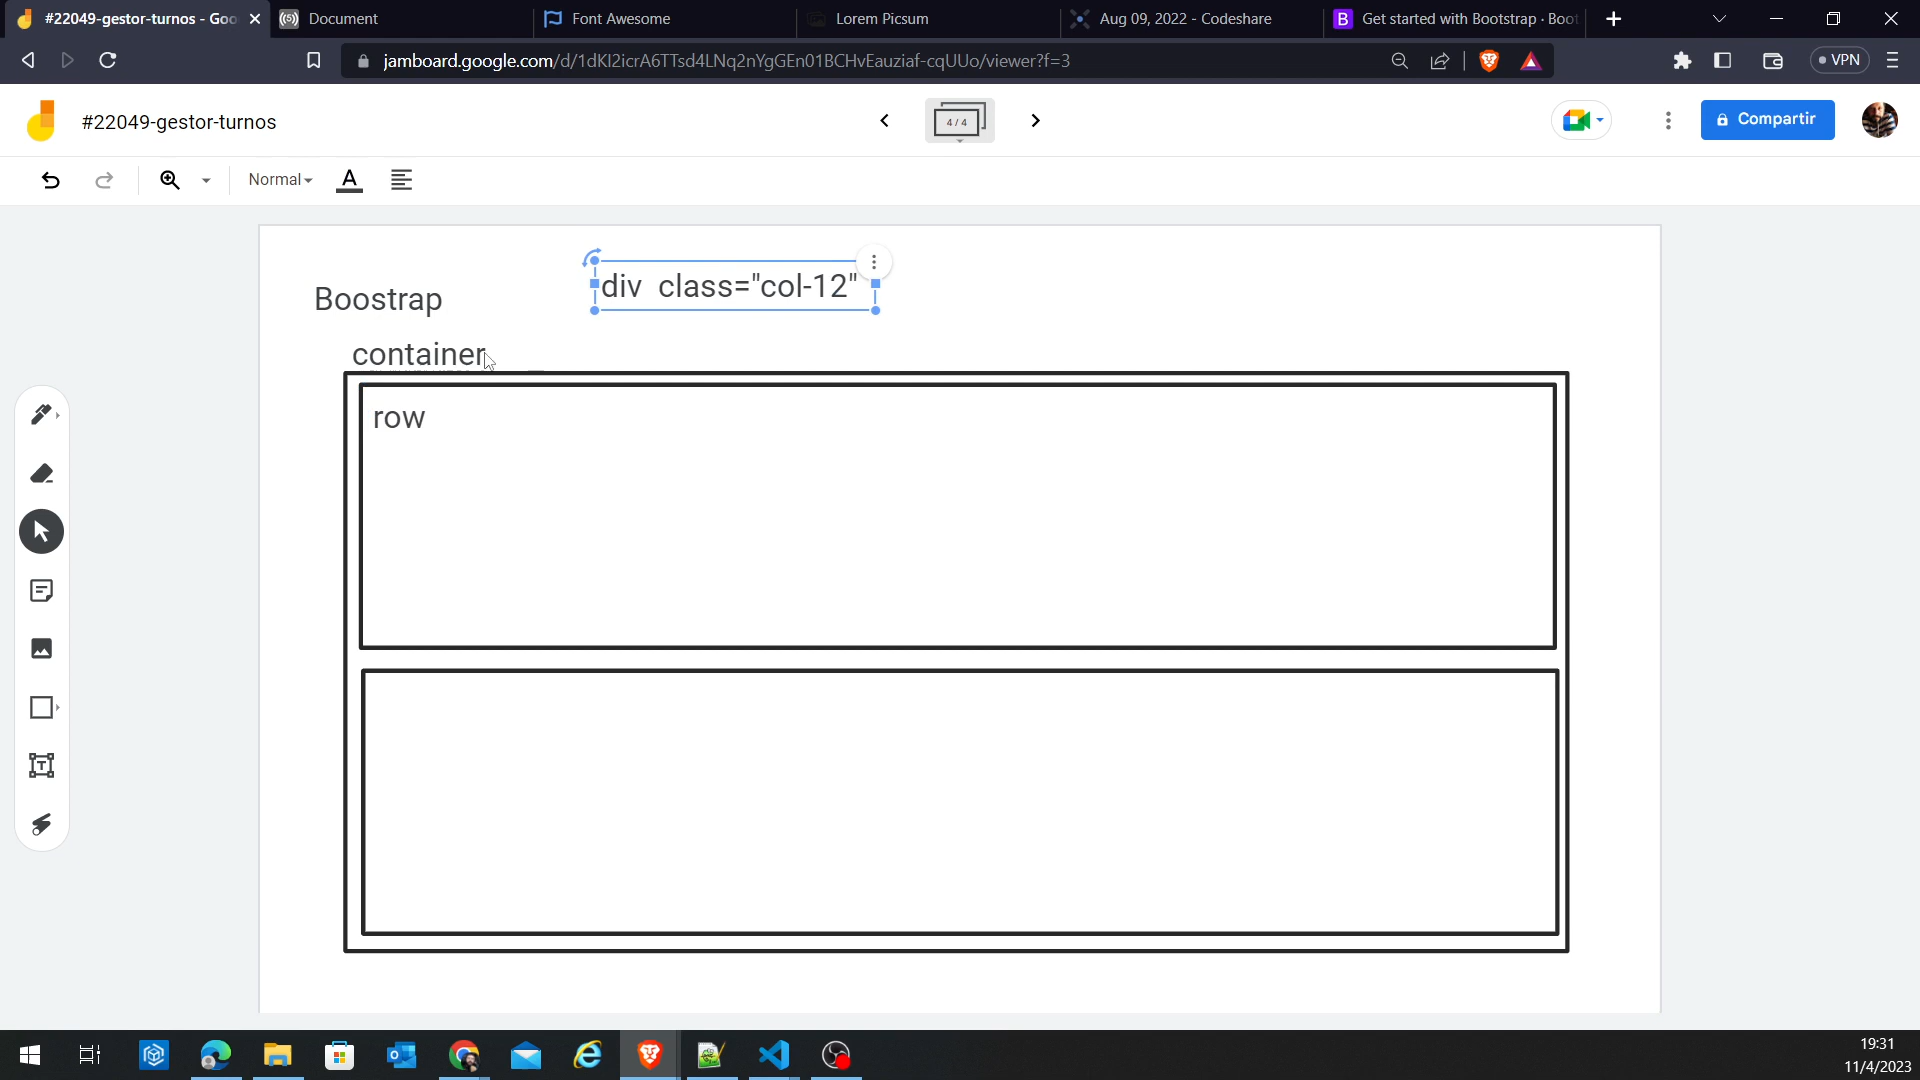 #22049-gestor-turnos - Goo
Document
Font Awesome
Lorem Picsum
Aug 09, 2022 - Codeshare
Get started with Bootstrap · Boot
jamboard.google.com/d/1dKI2icrA6TTsd4LNq2nYgGEn01BCHvEauziaf-cqUUo/viewer?f=3
VPN
#22049-gestor-turnos
4 / 4
Compartir
Normal
div  class="col-12"
Boostrap
container
row
19:31
11/4/2023